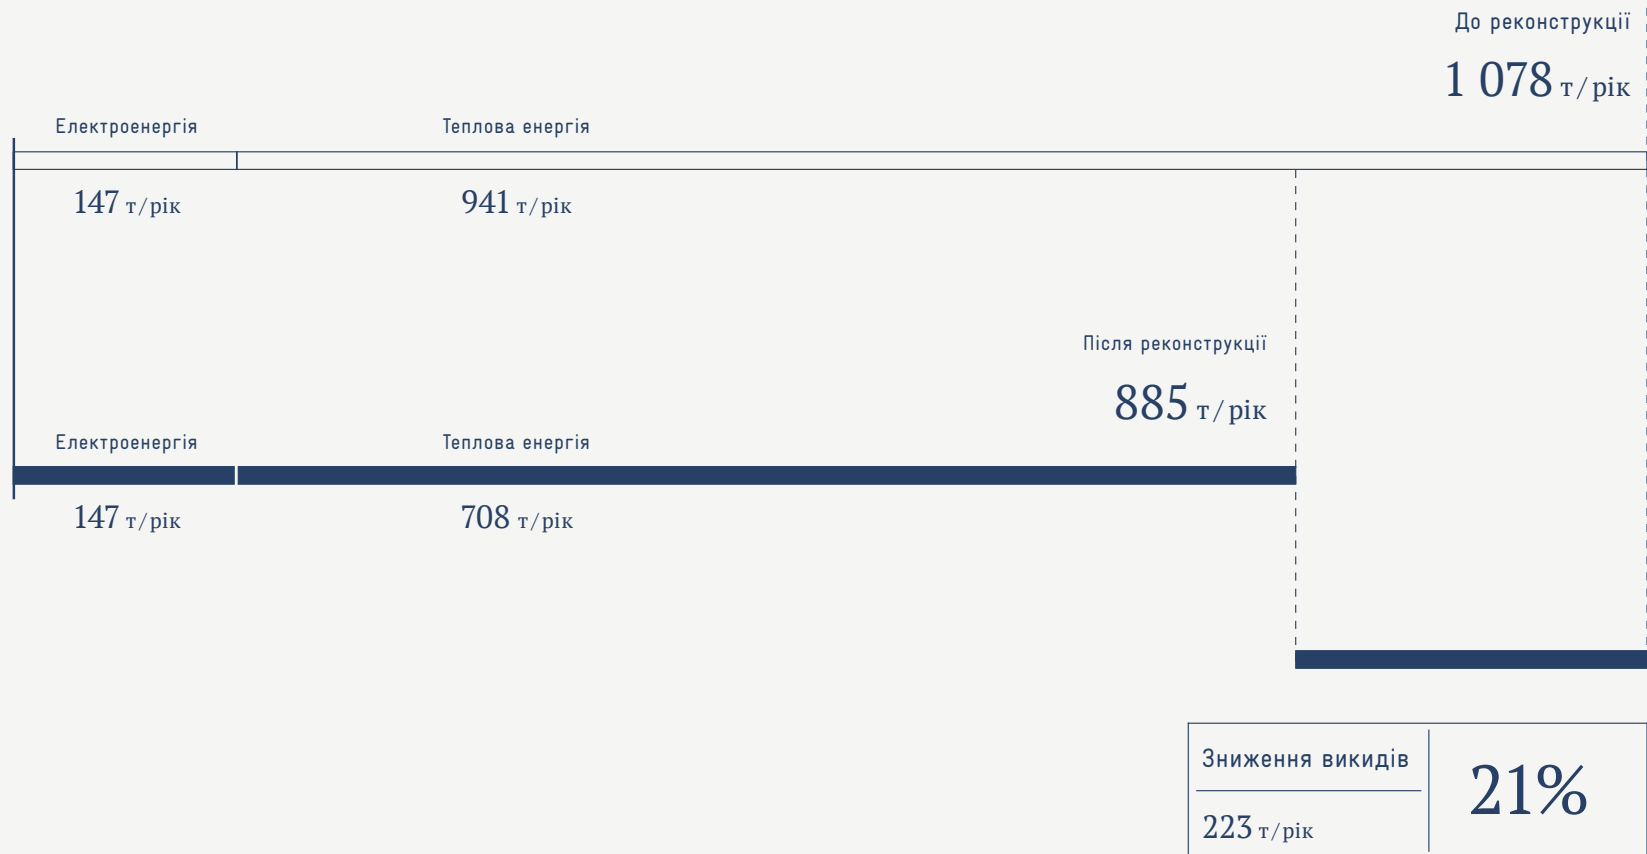 До реконструкції
1 078 т/рік
Електроенергія Теплова енергія
147 т/рік 941 т/рік
Після реконструкції
885 т/рік
Електроенергія Теплова енергія
147 т/рік 708 т/рік
Зниження викидів
21%
223 т/рік